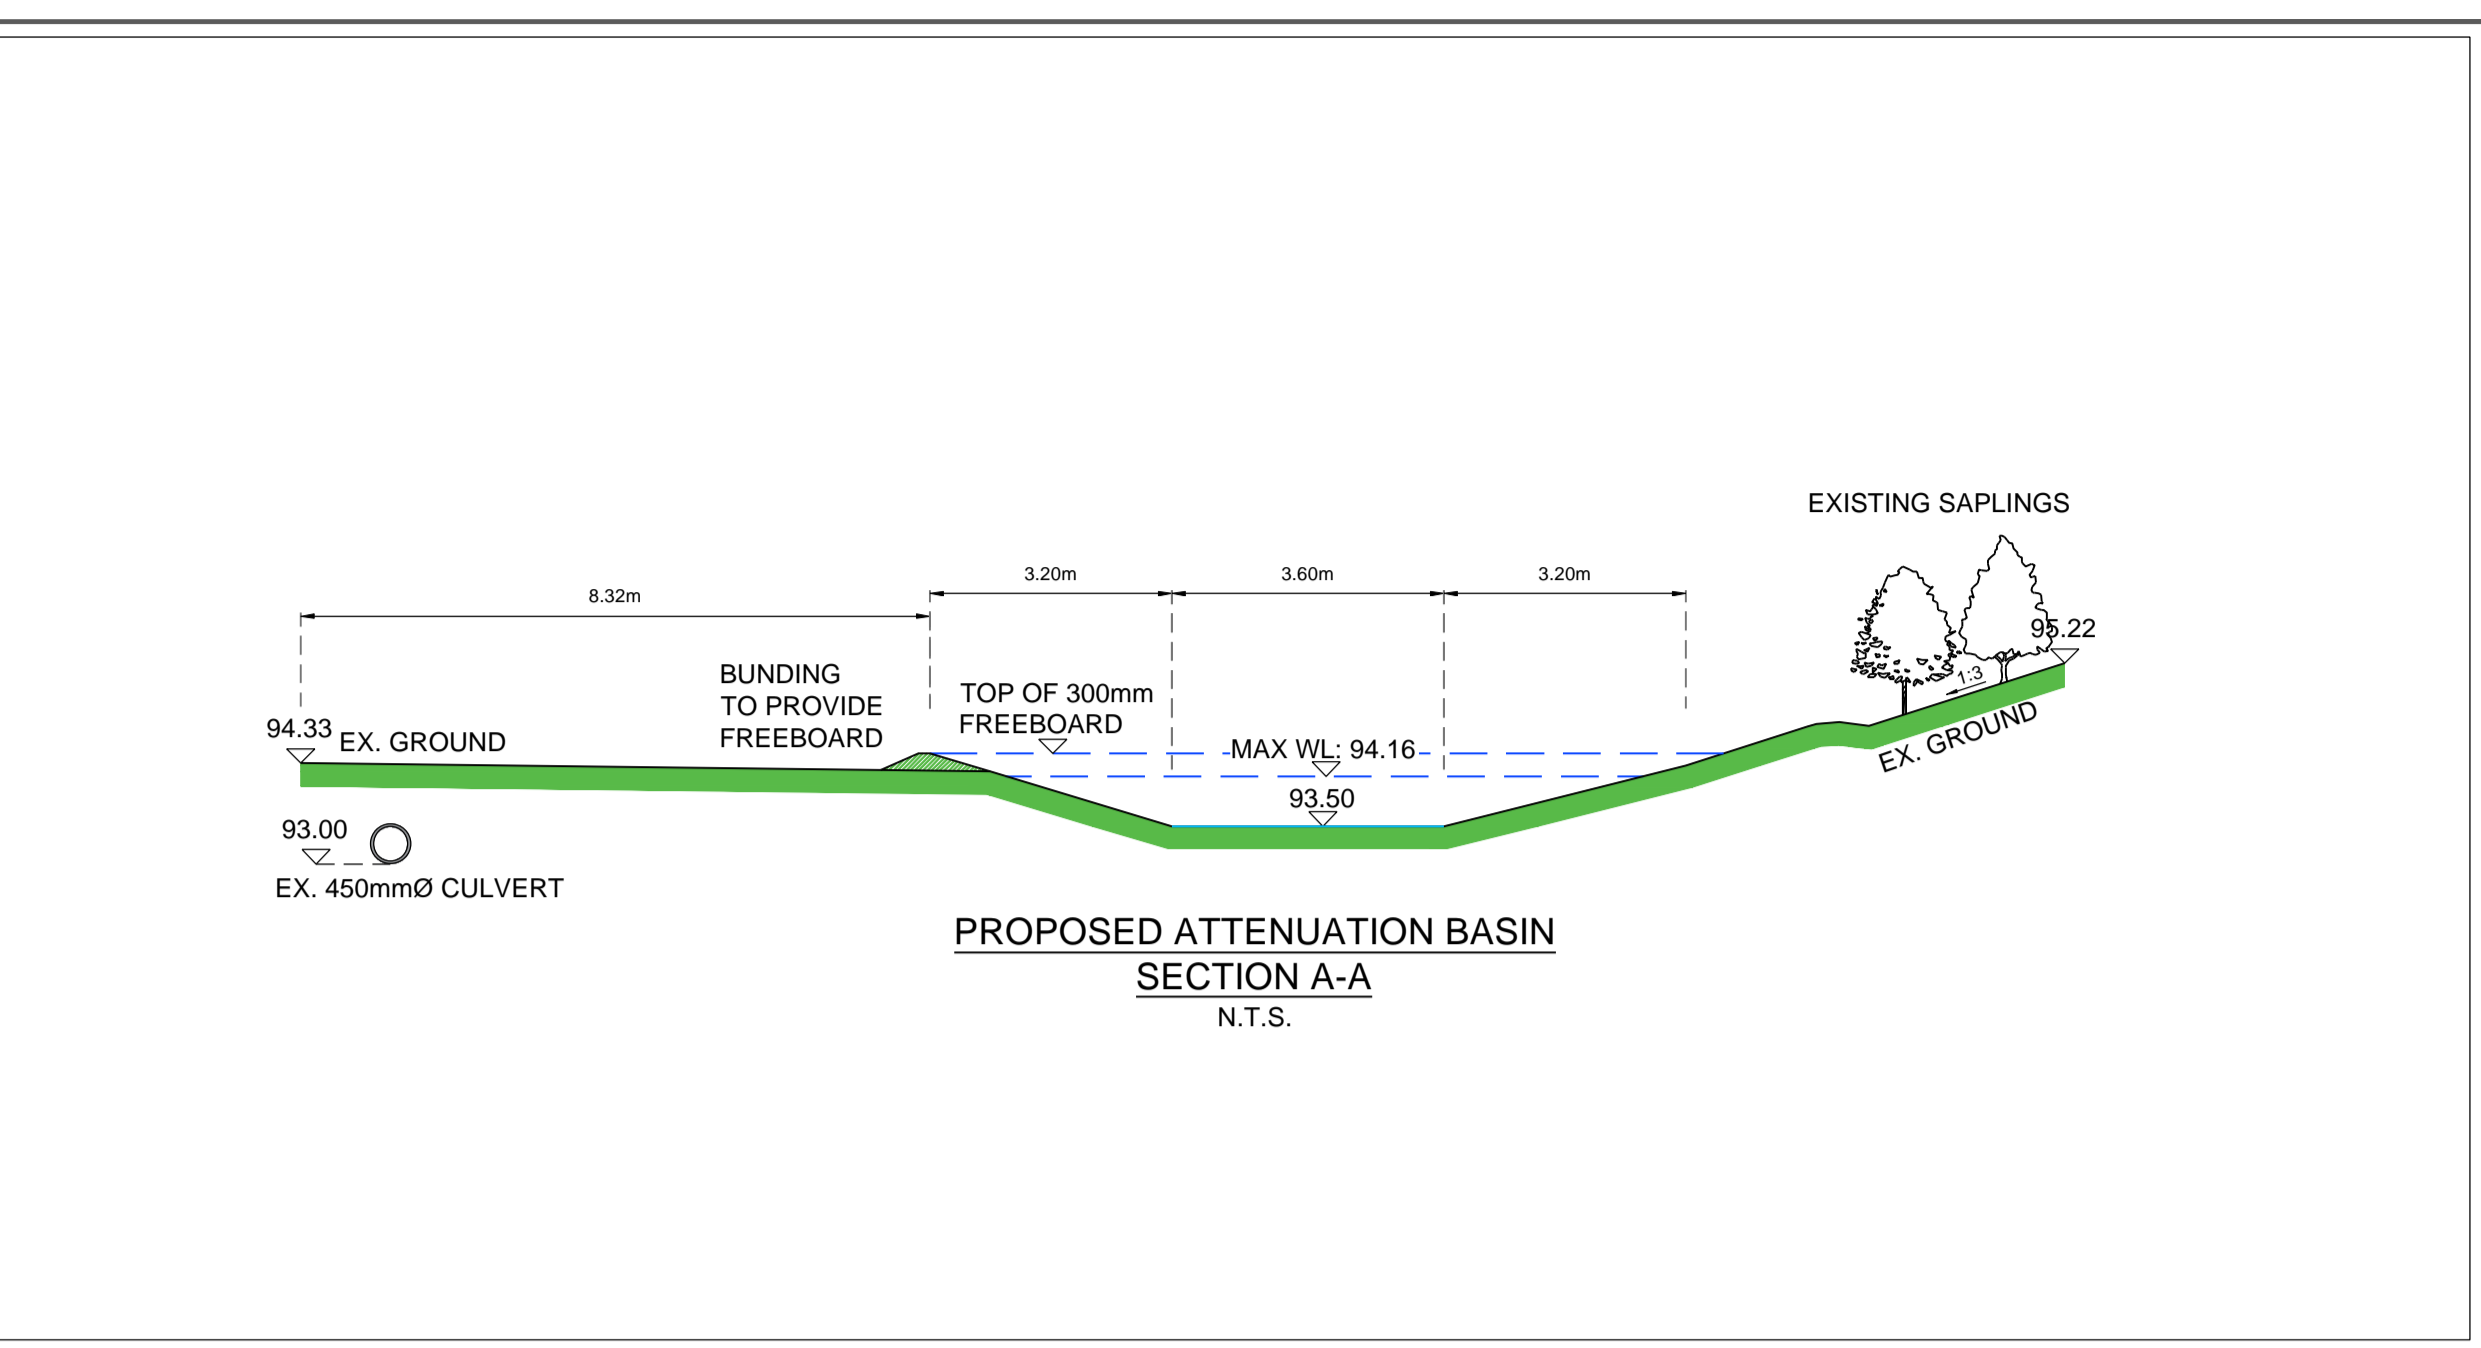 EXISTING SAPLINGS
3.20m
3.60m
3.20m
8.32m
95.22
1:3
EX. GROUND
BUNDING
TO PROVIDE
FREEBOARD
TOP OF 300mm
FREEBOARD
MAX WL: 94.16
94.33
EX. GROUND
93.50
93.00
EX. 450mmØ CULVERT
PROPOSED ATTENUATION BASIN
SECTION A-A
N.T.S.